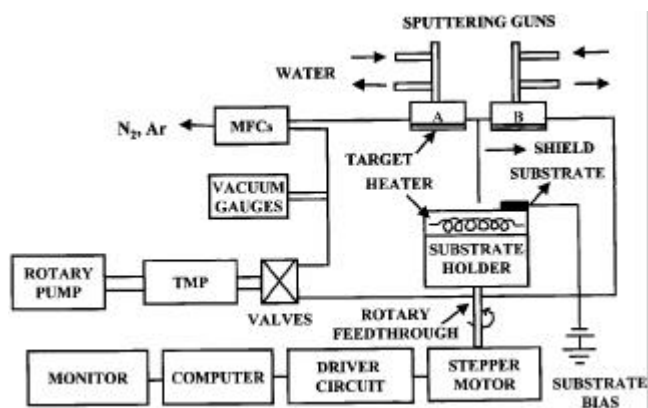 SPUTTERING GUNS
WATER
A
B
N₂, Ar
MFCs
TARGET
SHIELD
HEATER
SUBSTRATE
VACUUM
GAUGES
SUBSTRATE
HOLDER
ROTARY
PUMP
TMP
VALVES
ROTARY
FEEDTHROUGH
MONITOR
COMPUTER
DRIVER
CIRCUIT
STEPPER
MOTOR
SUBSTRATE
BIAS